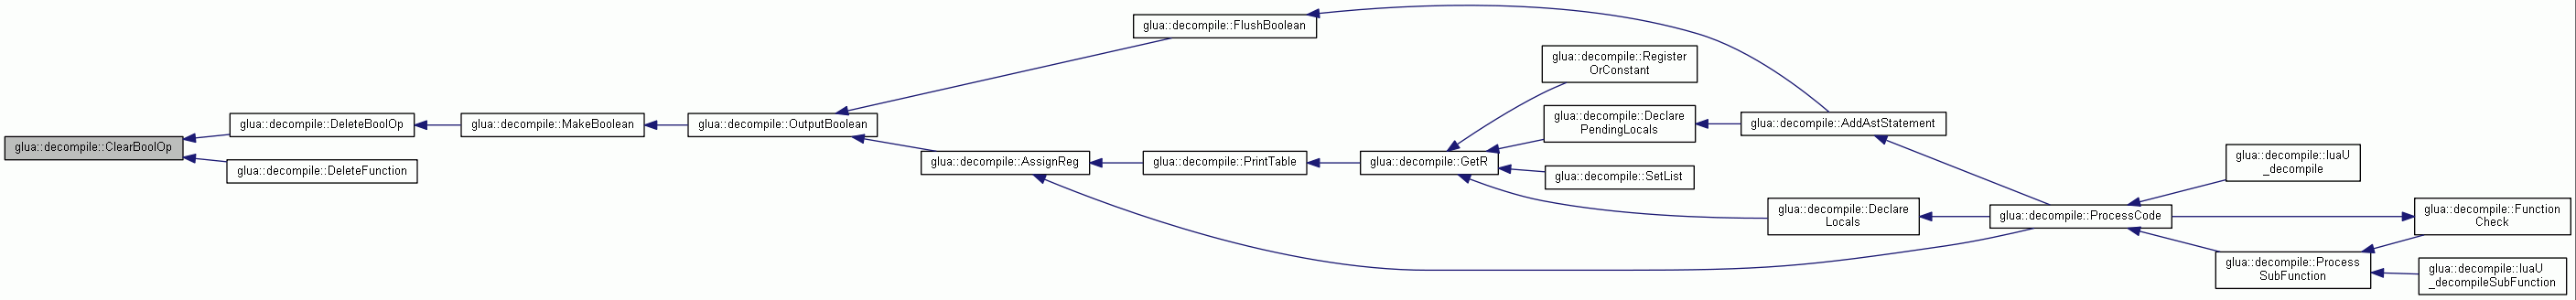 glua::decompile::ClearBoolOp
glua::decompile::DeleteBoolOp
glua::decompile::DeleteFunction
glua::decompile::MakeBoolean
glua::decompile::OutputBoolean
glua::decompile::FlushBoolean
glua::decompile::AssignReg
glua::decompile::PrintTable
glua::decompile::GetR
glua::decompile::Register
OrConstant
glua::decompile::Declare
PendingLocals
glua::decompile::SetList
glua::decompile::Declare
Locals
glua::decompile::AddAstStatement
glua::decompile::ProcessCode
glua::decompile::luaU
_decompile
glua::decompile::Function
Check
glua::decompile::Process
SubFunction
glua::decompile::luaU
_decompileSubFunction